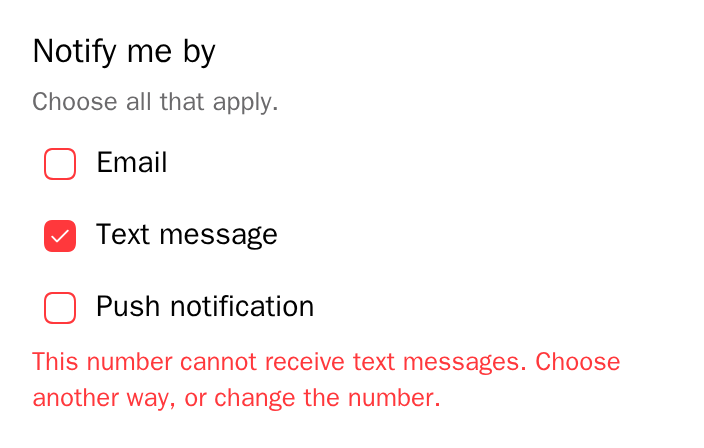 Notify me by
Choose all that apply.
Email
Text message
Push notification
This number cannot receive text messages. Choose
another way, or change the number.